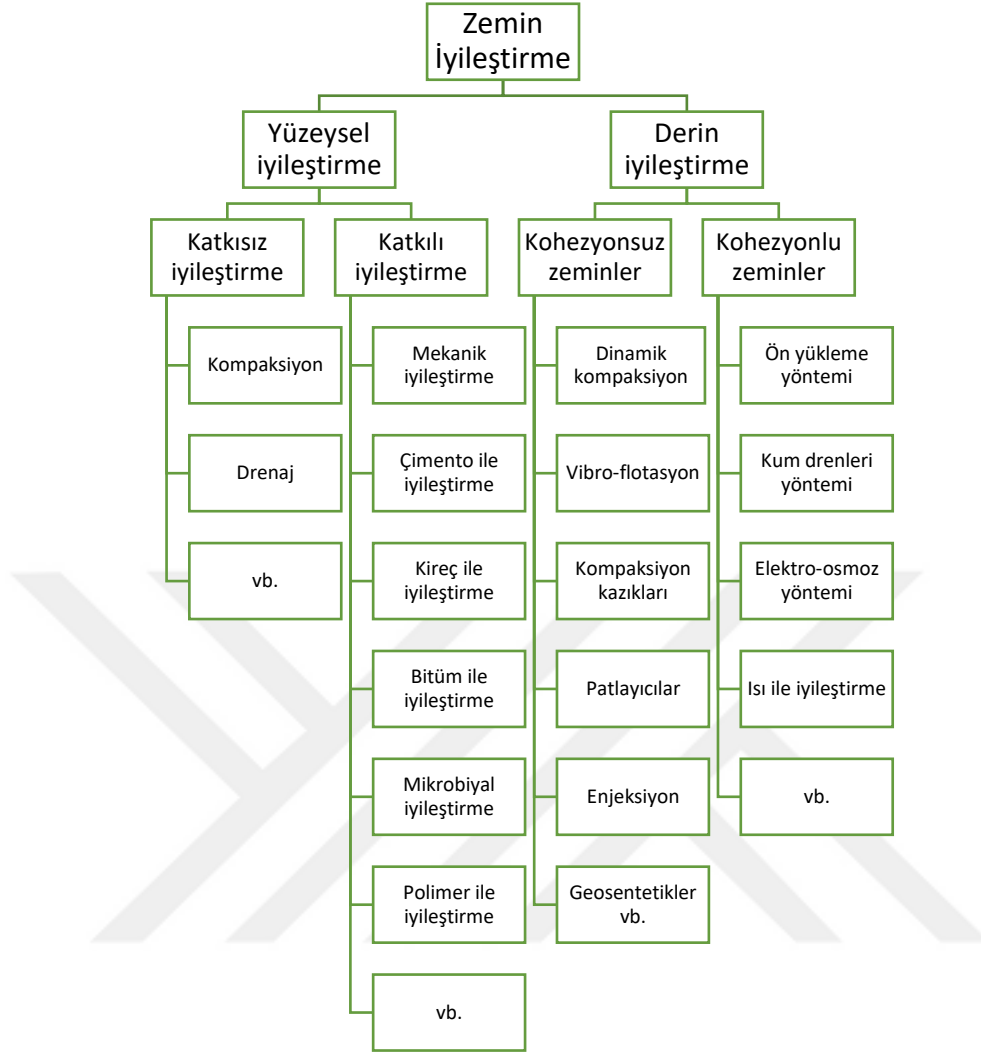 Zemin
İyileştirme
Yüzeysel
iyileştirme
Derin
iyileştirme
Katkısız
iyileştirme
Katkılı
iyileştirme
Kohezyonsuz
zeminler
Kohezyonlu
zeminler
Kompaksiyon
Drenaj
vb.
Mekanik
iyileştirme
Çimento ile
iyileştirme
Kireç ile
iyileştirme
Bitüm ile
iyileştirme
Mikrobiyal
iyileştirme
Polimer ile
iyileştirme
vb.
Dinamik
kompaksiyon
Vibro-flotasyon
Kompaksiyon
kazıkları
Patlayıcılar
Enjeksiyon
Geosentetikler
vb.
Ön yükleme
yöntemi
Kum drenleri
yöntemi
Elektro-osmoz
yöntemi
Isı ile iyileştirme
vb.